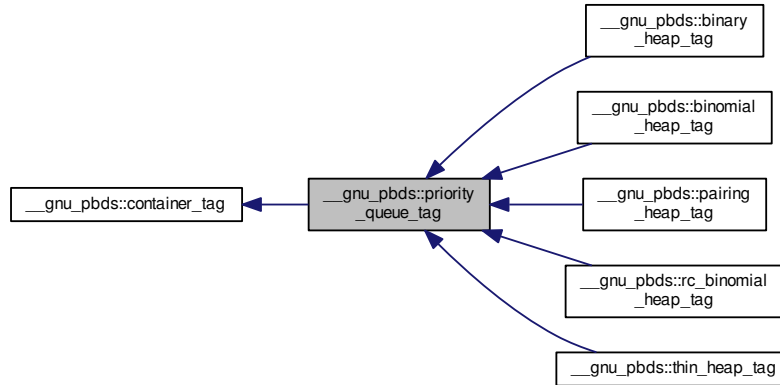 __gnu_pbds::container_tag
__gnu_pbds::priority
_queue_tag
__gnu_pbds::binary
_heap_tag
__gnu_pbds::binomial
_heap_tag
__gnu_pbds::pairing
_heap_tag
__gnu_pbds::rc_binomial
_heap_tag
__gnu_pbds::thin_heap_tag